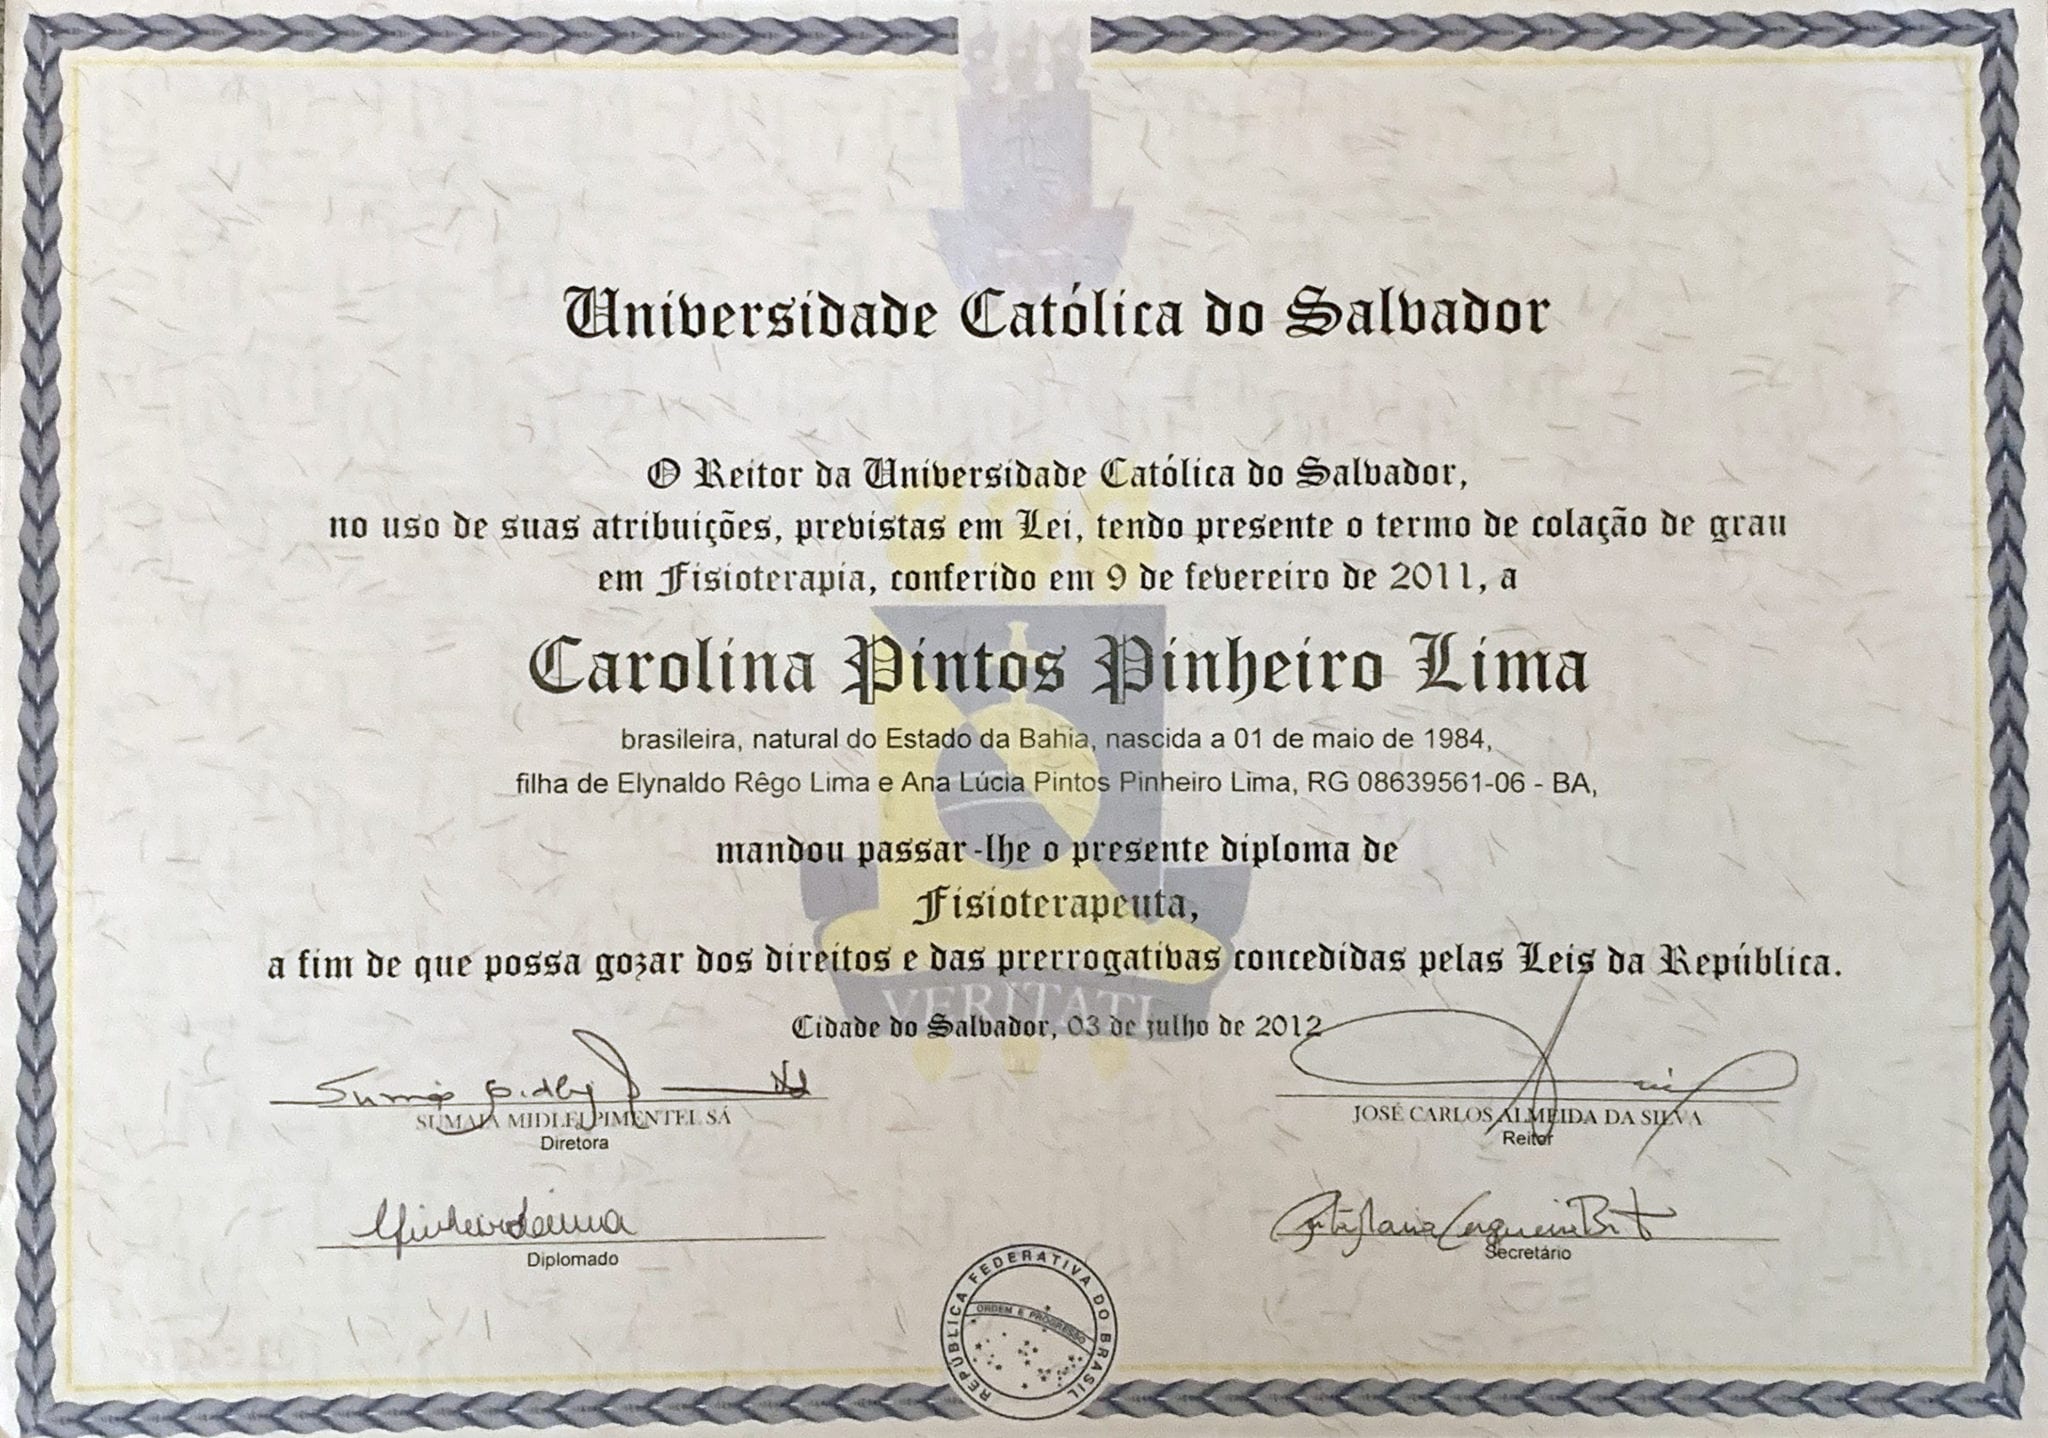 Universidade Católica do Salvador
O Reitor da Universidade Católica do Salvador,
no uso de suas atribuições, previstas em Lei, tendo presente o termo de colação de grau
em Fisioterapia, conferido em 9 de fevereiro de 2011, a
Carolina Pintos Pinheiro Lima
brasileira, natural do Estado da Bahia, nascida a 01 de maio de 1984,
filha de Elynaldo Rêgo Lima e Ana Lúcia Pintos Pinheiro Lima, RG 08639561-06 - BA,
mandou passar-lhe o presente diploma de
Fisioterapeuta,
a fim de que possa gozar dos direitos e das prerrogativas concedidas pelas Leis da República.
VERITATI
Cidade do Salvador, 03 de julho de 2012
SUMAIA MIDLEJ PIMENTEL SÁ
Diretora
JOSÉ CARLOS ALMEIDA DA SILVA
Reitor
Diplomado
Secretário
REPÚBLICA FEDERATIVA DO BRASIL
ORDEM E PROGRESSO